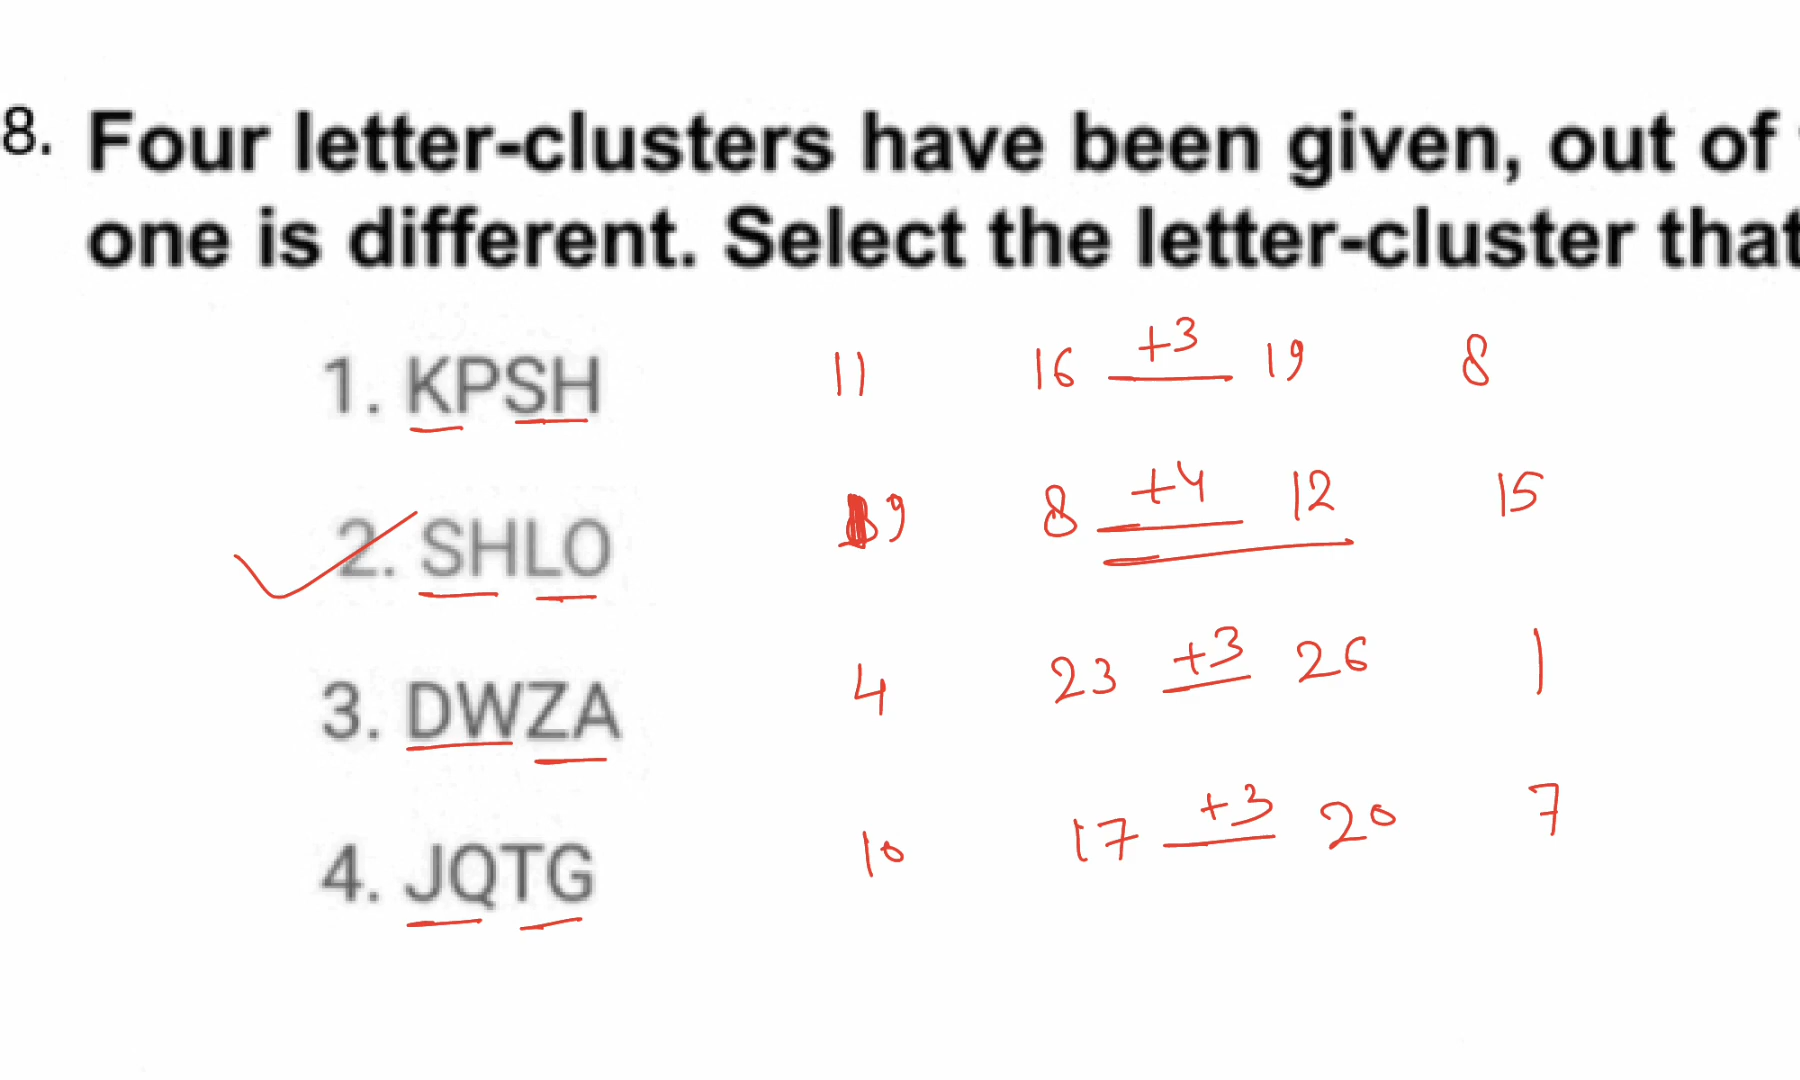 8. Four letter-clusters have been given, out of
one is different. Select the letter-cluster that
1. KPSH 11 16 +3 19 8
2. SHLO 19 8 +4 12 15
3. DWZA 4 23 +3 26 1
4. JQTG 10 17 +3 20 7